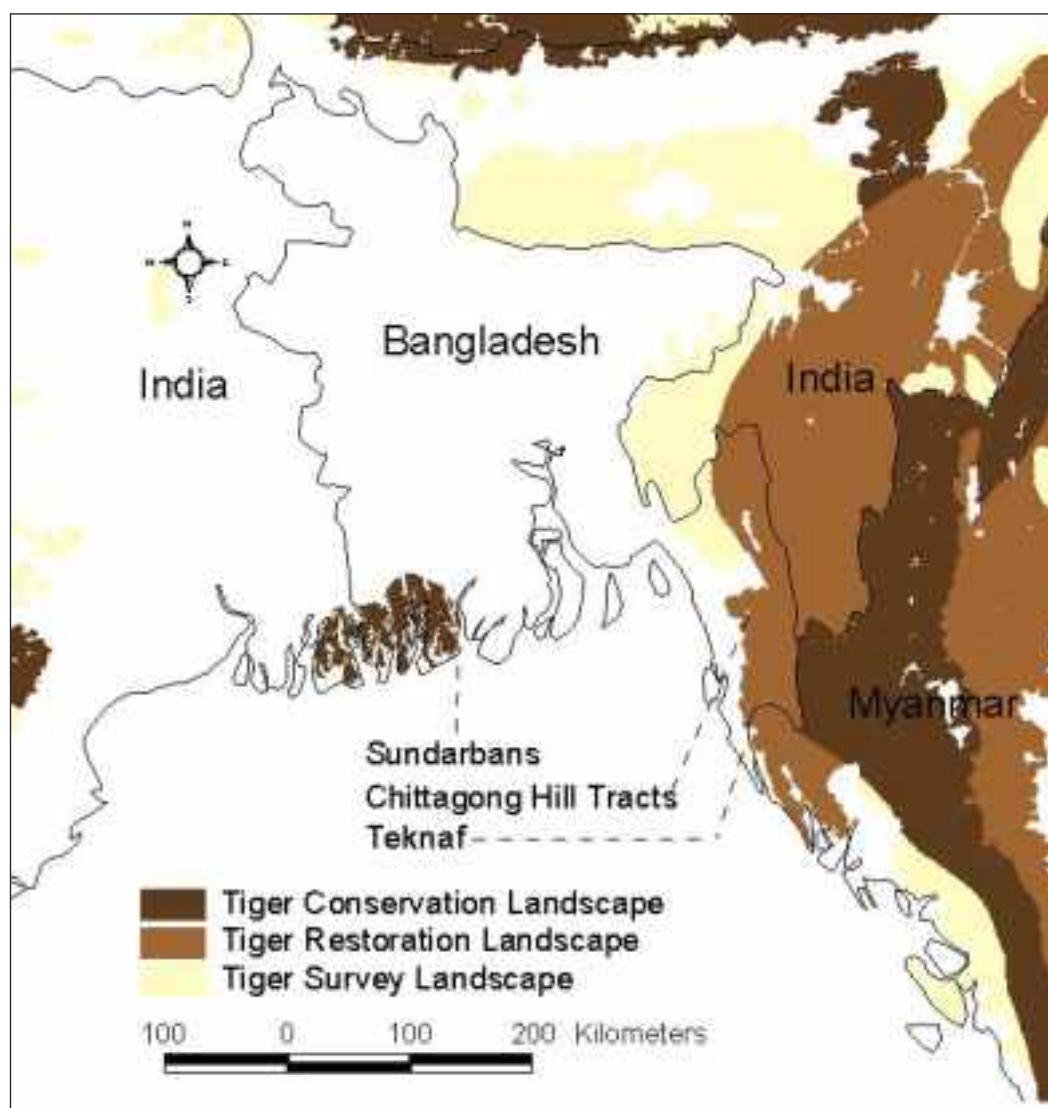 N
E
S
Bangladesh
India
India
Myanmar
Sundarbans
Chittagong Hill Tracts
Teknaf
Tiger Conservation Landscape
Tiger Restoration Landscape
Tiger Survey Landscape
100 0 100 200 Kilometers